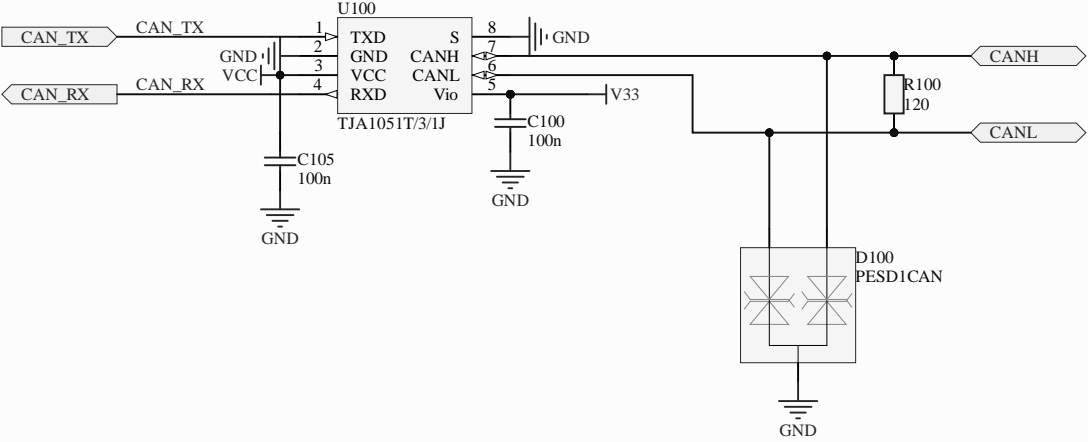 U100
CAN_TX
CAN_TX
1
TXD
S
8
GND
GND
2
GND
CANH
7
CANH
VCC
3
VCC
CANL
6
R100
120
CAN_RX
CAN_RX
4
RXD
Vio
5
V33
TJA1051T/3/1J
C100
100n
CANL
C105
100n
GND
GND
D100
PESD1CAN
GND